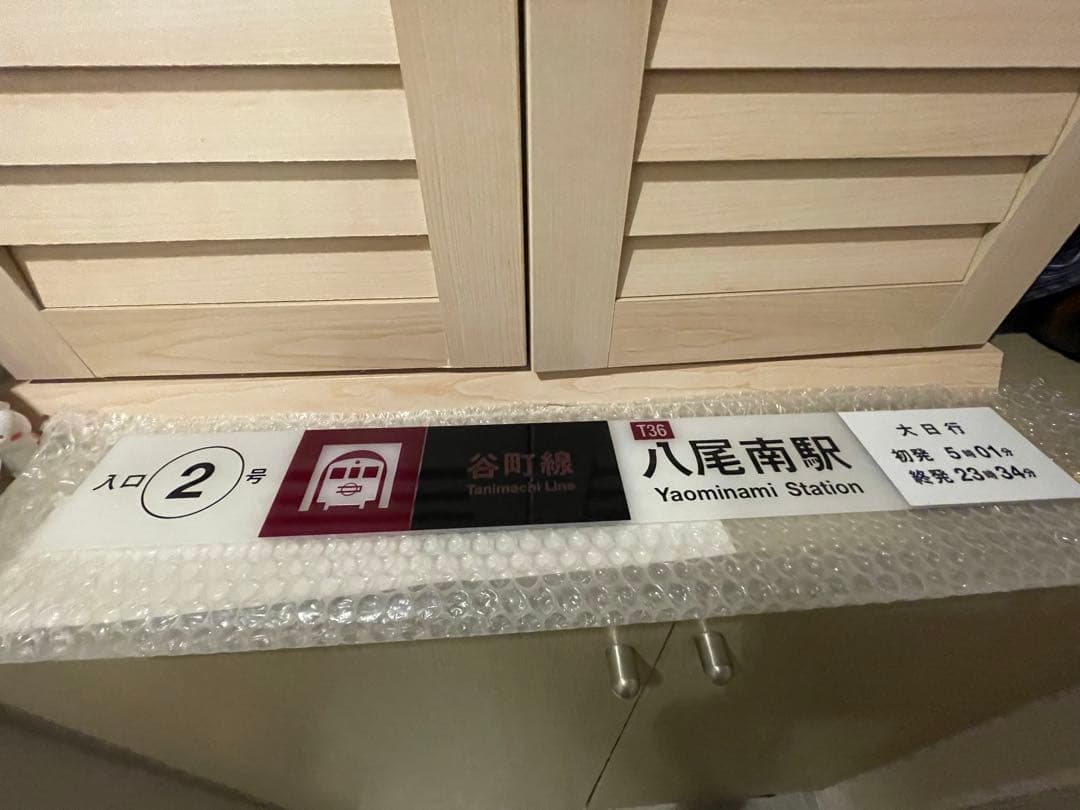 入口 2 号
谷町線
Tanimachi Line
T36
八尾南駅
Yaominami Station
大日行
初発 5時01分
終発 23時34分